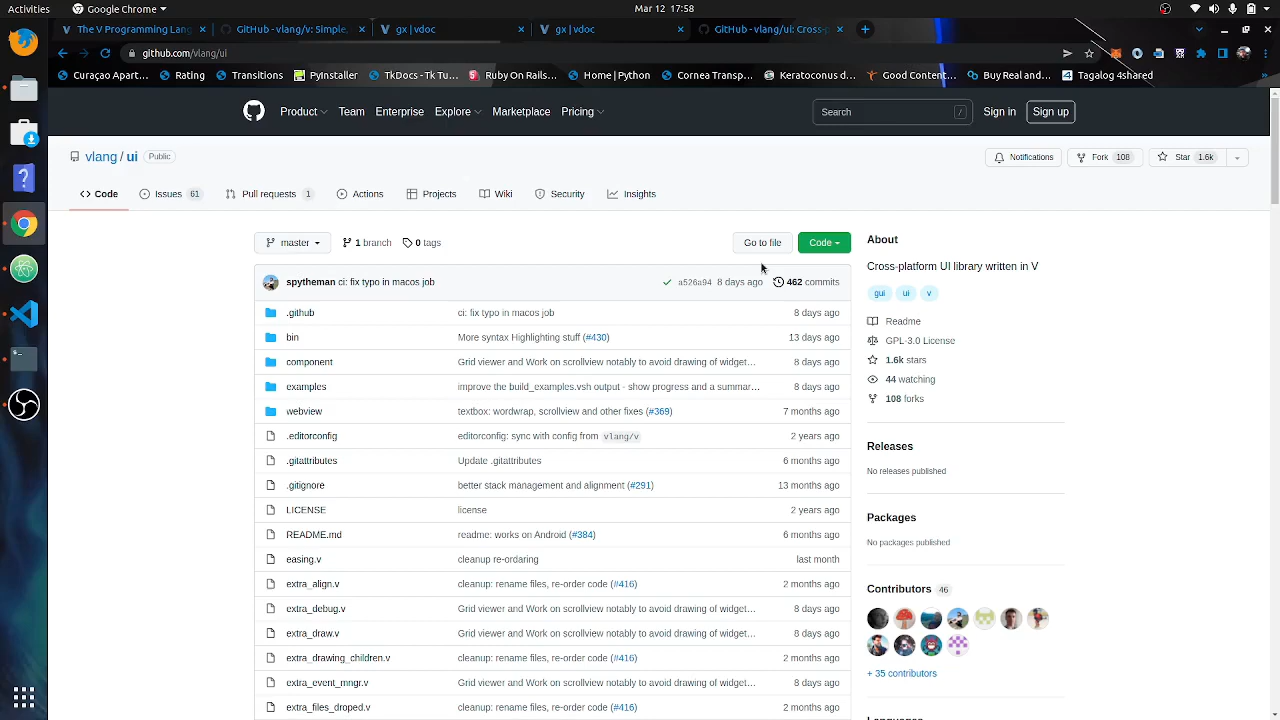 Activities
Google Chrome
Mar 12 17:58
The V Programming Lang
GitHub - vlang/v: Simple,
gx | vdoc
gx | vdoc
GitHub - vlang/ui: Cross-p
github.com/vlang/ui
Curaçao Apart…
Rating
Transitions
PyInstaller
TkDocs - Tk T…
Ruby On Rails…
Home | Python
Cornea Transp…
Keratoconus d…
Good Content…
Buy Real and…
Tagalog 4shared
Product
Team
Enterprise
Explore
Marketplace
Pricing
Search
/
Sign in
Sign up
vlang / ui
Public
Notifications
Fork 108
Star 1.6k
Code
Issues 61
Pull requests 1
Actions
Projects
Wiki
Security
Insights
master
1 branch
0 tags
Go to file
Code
About
Cross-platform UI library written in V
gui
ui
v
Readme
GPL-3.0 License
1.6k stars
44 watching
108 forks
Releases
No releases published
Packages
No packages published
Contributors 46
+ 35 contributors
Languages
spytheman ci: fix typo in macos job
a526a94 8 days ago
462 commits
.github ci: fix typo in macos job 8 days ago
bin More syntax Highlighting stuff (#430) 13 days ago
component Grid viewer and Work on scrollview notably to avoid drawing of widget… 8 days ago
examples improve the build_examples.vsh output - show progress and a summar… 8 days ago
webview textbox: wordwrap, scrollview and other fixes (#369) 7 months ago
.editorconfig editorconfig: sync with config from vlang/v 2 years ago
.gitattributes Update .gitattributes 6 months ago
.gitignore better stack management and alignment (#291) 13 months ago
LICENSE license 2 years ago
README.md readme: works on Android (#384) 6 months ago
easing.v cleanup re-ordaring last month
extra_align.v cleanup: rename files, re-order code (#416) 2 months ago
extra_debug.v Grid viewer and Work on scrollview notably to avoid drawing of widget… 8 days ago
extra_draw.v Grid viewer and Work on scrollview notably to avoid drawing of widget… 8 days ago
extra_drawing_children.v cleanup: rename files, re-order code (#416) 2 months ago
extra_event_mngr.v Grid viewer and Work on scrollview notably to avoid drawing of widget… 8 days ago
extra_files_droped.v cleanup: rename files, re-order code (#416) 2 months ago